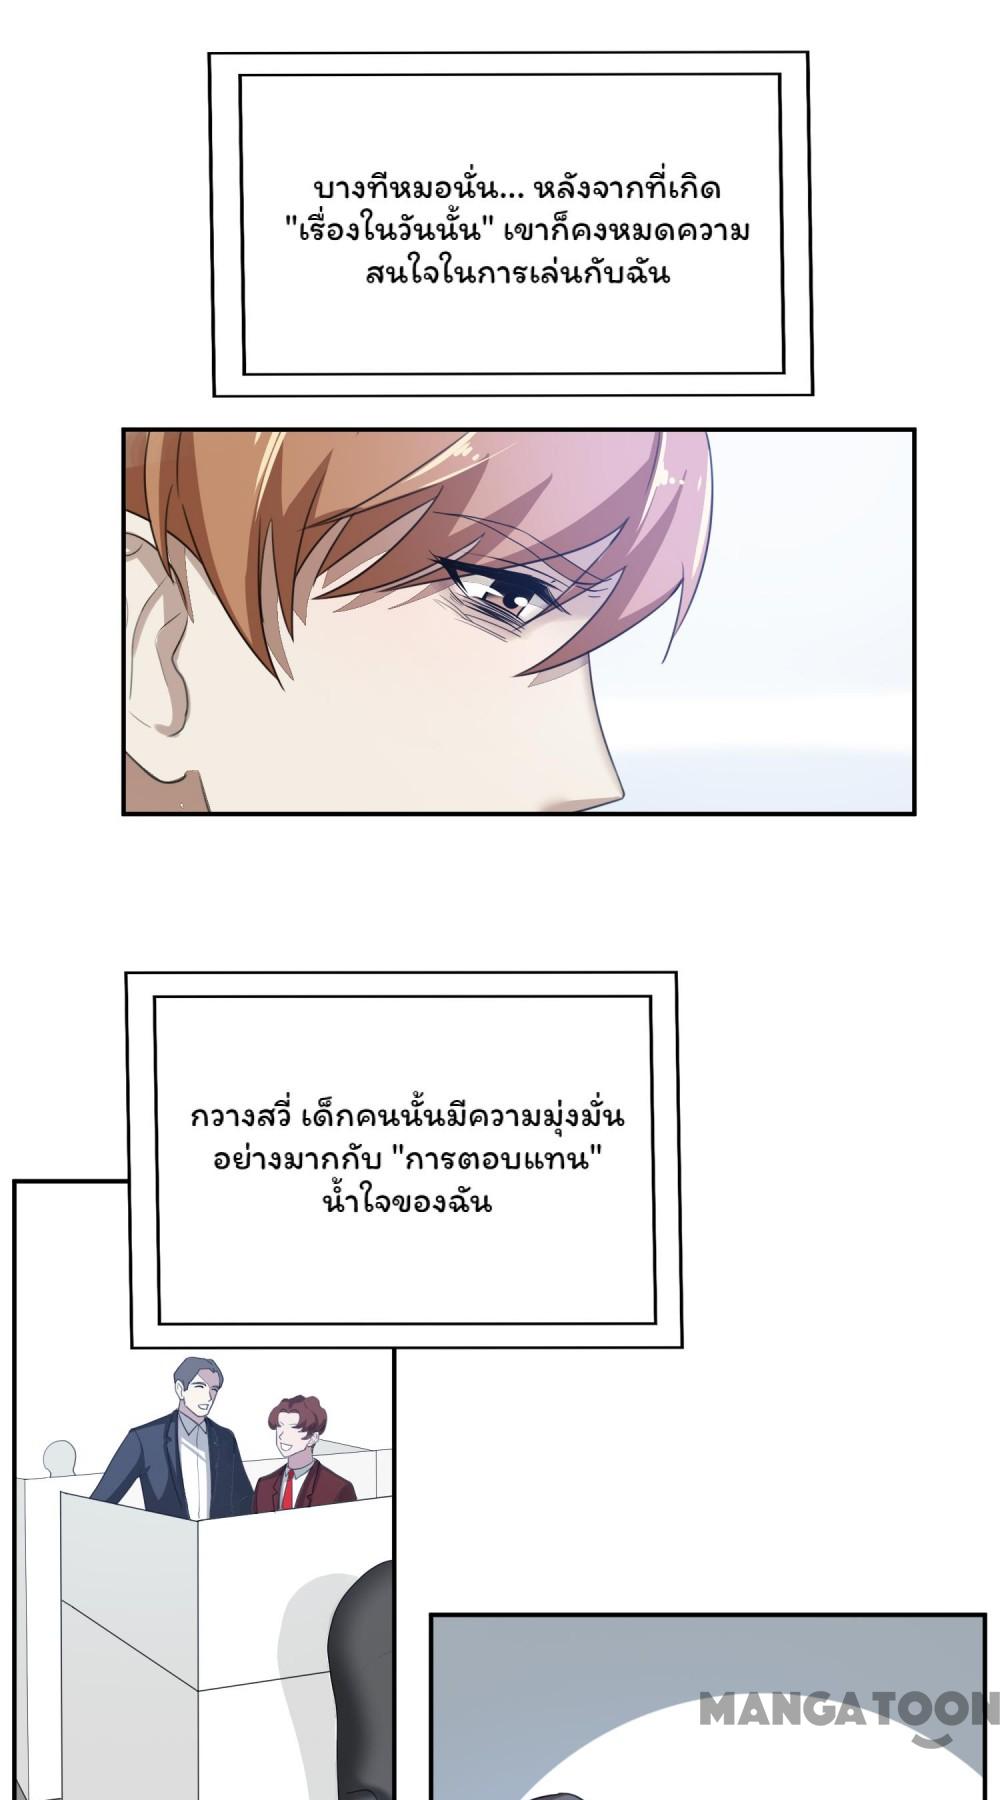 บางทีหมอนั่น... หลังจากที่เกิด
"เรื่องในวันนั้น" เขาก็คงหมดความ
สนใจในการเล่นกับฉัน
กวางสวี่ เด็กคนนั้นมีความมุ่งมั่น
อย่างมากกับ "การตอบแทน"
น้ำใจของฉัน
MANGATOON